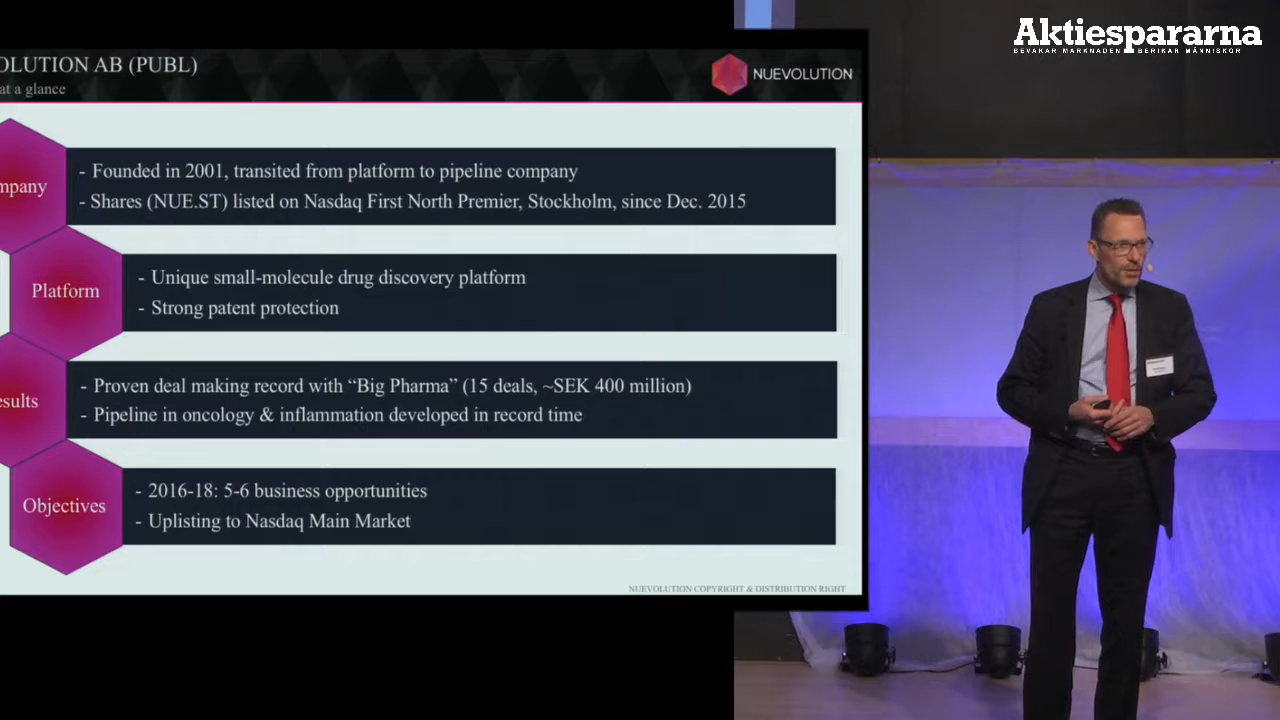 Aktiespararna
BEVAKAR MARKNADEN BERIKAR MÄNNISKOR
OLUTION AB (PUBL)
at a glance
NUEVOLUTION
mpany
- Founded in 2001, transited from platform to pipeline company
- Shares (NUE.ST) listed on Nasdaq First North Premier, Stockholm, since Dec. 2015
Platform
- Unique small-molecule drug discovery platform
- Strong patent protection
esults
- Proven deal making record with “Big Pharma” (15 deals, ~SEK 400 million)
- Pipeline in oncology & inflammation developed in record time
Objectives
- 2016-18: 5-6 business opportunities
- Uplisting to Nasdaq Main Market
NUEVOLUTION COPYRIGHT & DISTRIBUTION RIGHT